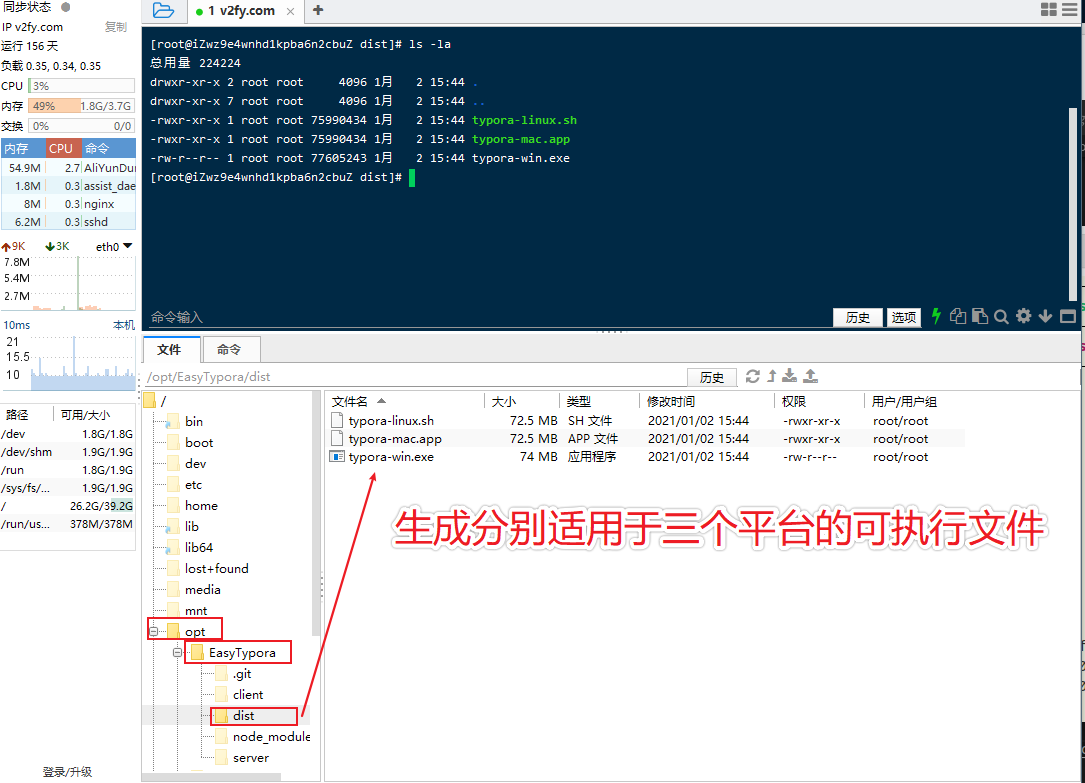 同步状态
IP v2fy.com 复制
运行 156 天
负载 0.35, 0.34, 0.35
CPU 3%
内存 49% 1.8G/3.7G
交换 0% 0/0
内存 CPU 命令
54.9M 2.7 AliYunDur
1.8M 0.3 assist_dae
8M 0.3 nginx
6.2M 0.3 sshd
9K 3K eth0
7.8M
5.4M
2.7M
10ms 本机
21
15.5
10
路径 可用/大小
/dev 1.8G/1.8G
/dev/shm 1.9G/1.9G
/run 1.8G/1.9G
/sys/fs/... 1.9G/1.9G
/ 26.2G/39.2G
/run/us... 378M/378M
登录/升级
1 v2fy.com
[root@iZwz9e4wnhd1kpba6n2cbuZ dist]# ls -la
总用量 224224
drwxr-xr-x 2 root root 4096 1月 2 15:44 .
drwxr-xr-x 7 root root 4096 1月 2 15:44 ..
-rwxr-xr-x 1 root root 75990434 1月 2 15:44 typora-linux.sh
-rwxr-xr-x 1 root root 75990434 1月 2 15:44 typora-mac.app
-rw-r--r-- 1 root root 77605243 1月 2 15:44 typora-win.exe
[root@iZwz9e4wnhd1kpba6n2cbuZ dist]#
命令输入 历史 选项
文件 命令
/opt/EasyTypora/dist 历史
/
bin
boot
dev
etc
home
lib
lib64
lost+found
media
mnt
opt
EasyTypora
.git
client
dist
node_module
server
文件名 大小 类型 修改时间 权限 用户/用户组
typora-linux.sh 72.5 MB SH 文件 2021/01/02 15:44 -rwxr-xr-x root/root
typora-mac.app 72.5 MB APP 文件 2021/01/02 15:44 -rwxr-xr-x root/root
typora-win.exe 74 MB 应用程序 2021/01/02 15:44 -rw-r--r-- root/root
生成分别适用于三个平台的可执行文件